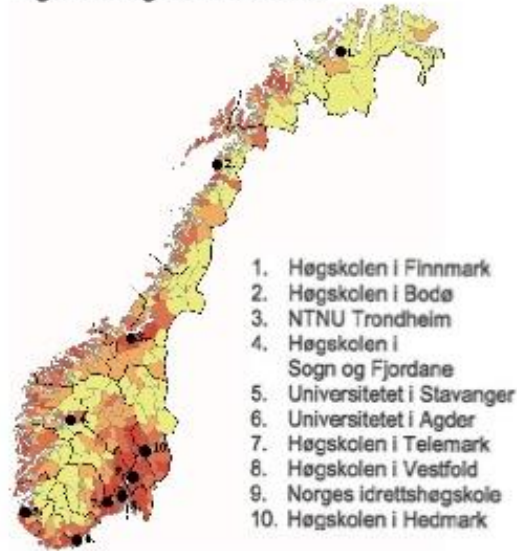 1. Høgskolen i Finnmark
2. Høgskolen i Bodø
3. NTNU Trondheim
4. Høgskolen i
Sogn og Fjordane
5. Universitetet i Stavanger
6. Universitetet i Agder
7. Høgskolen i Telemark
8. Høgskolen i Vestfold
9. Norges idrettshøgskole
10. Høgskolen i Hedmark